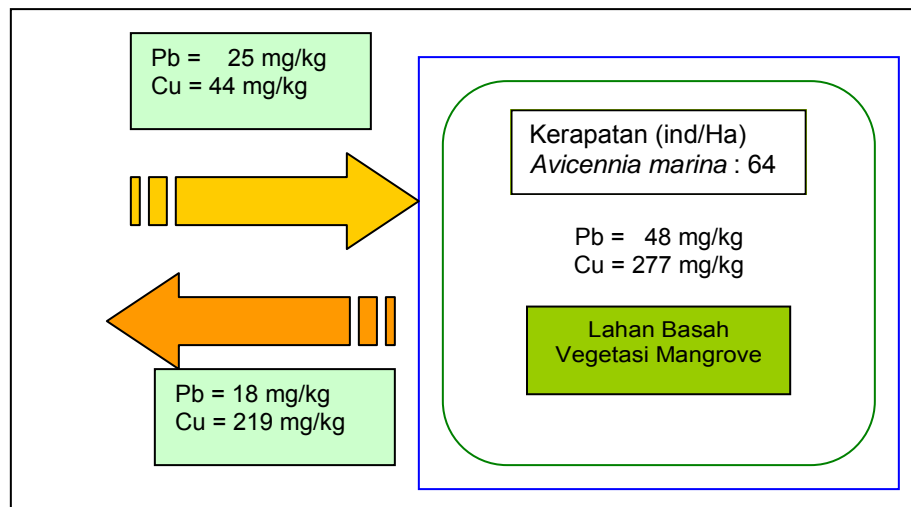 Pb = 25 mg/kg
Cu = 44 mg/kg
Kerapatan (ind/Ha)
Avicennia marina : 64
Pb = 48 mg/kg
Cu = 277 mg/kg
Lahan Basah
Vegetasi Mangrove
Pb = 18 mg/kg
Cu = 219 mg/kg